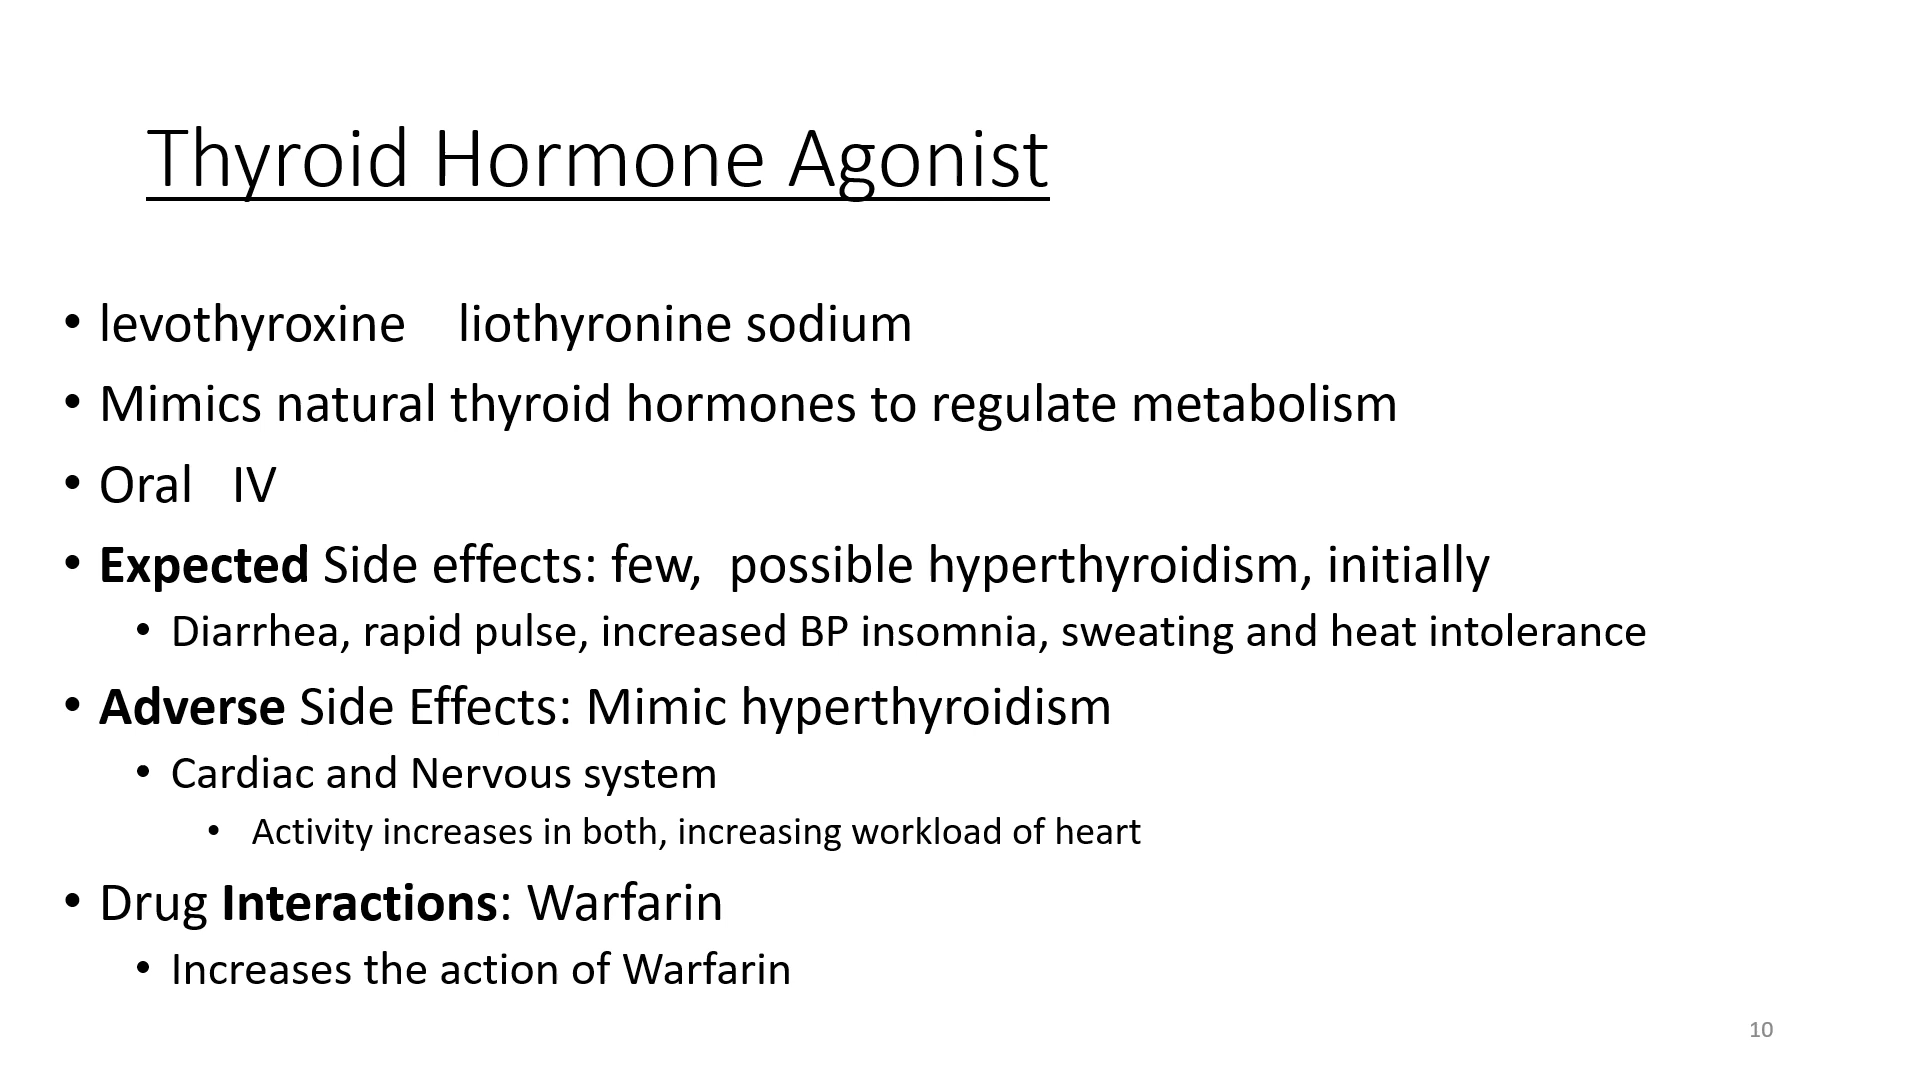 Thyroid Hormone Agonist
• levothyroxine    liothyronine sodium
• Mimics natural thyroid hormones to regulate metabolism
• Oral   IV
• Expected Side effects: few,  possible hyperthyroidism, initially
• Diarrhea, rapid pulse, increased BP insomnia, sweating and heat intolerance
• Adverse Side Effects: Mimic hyperthyroidism
• Cardiac and Nervous system
• Activity increases in both, increasing workload of heart
• Drug Interactions: Warfarin
• Increases the action of Warfarin
10